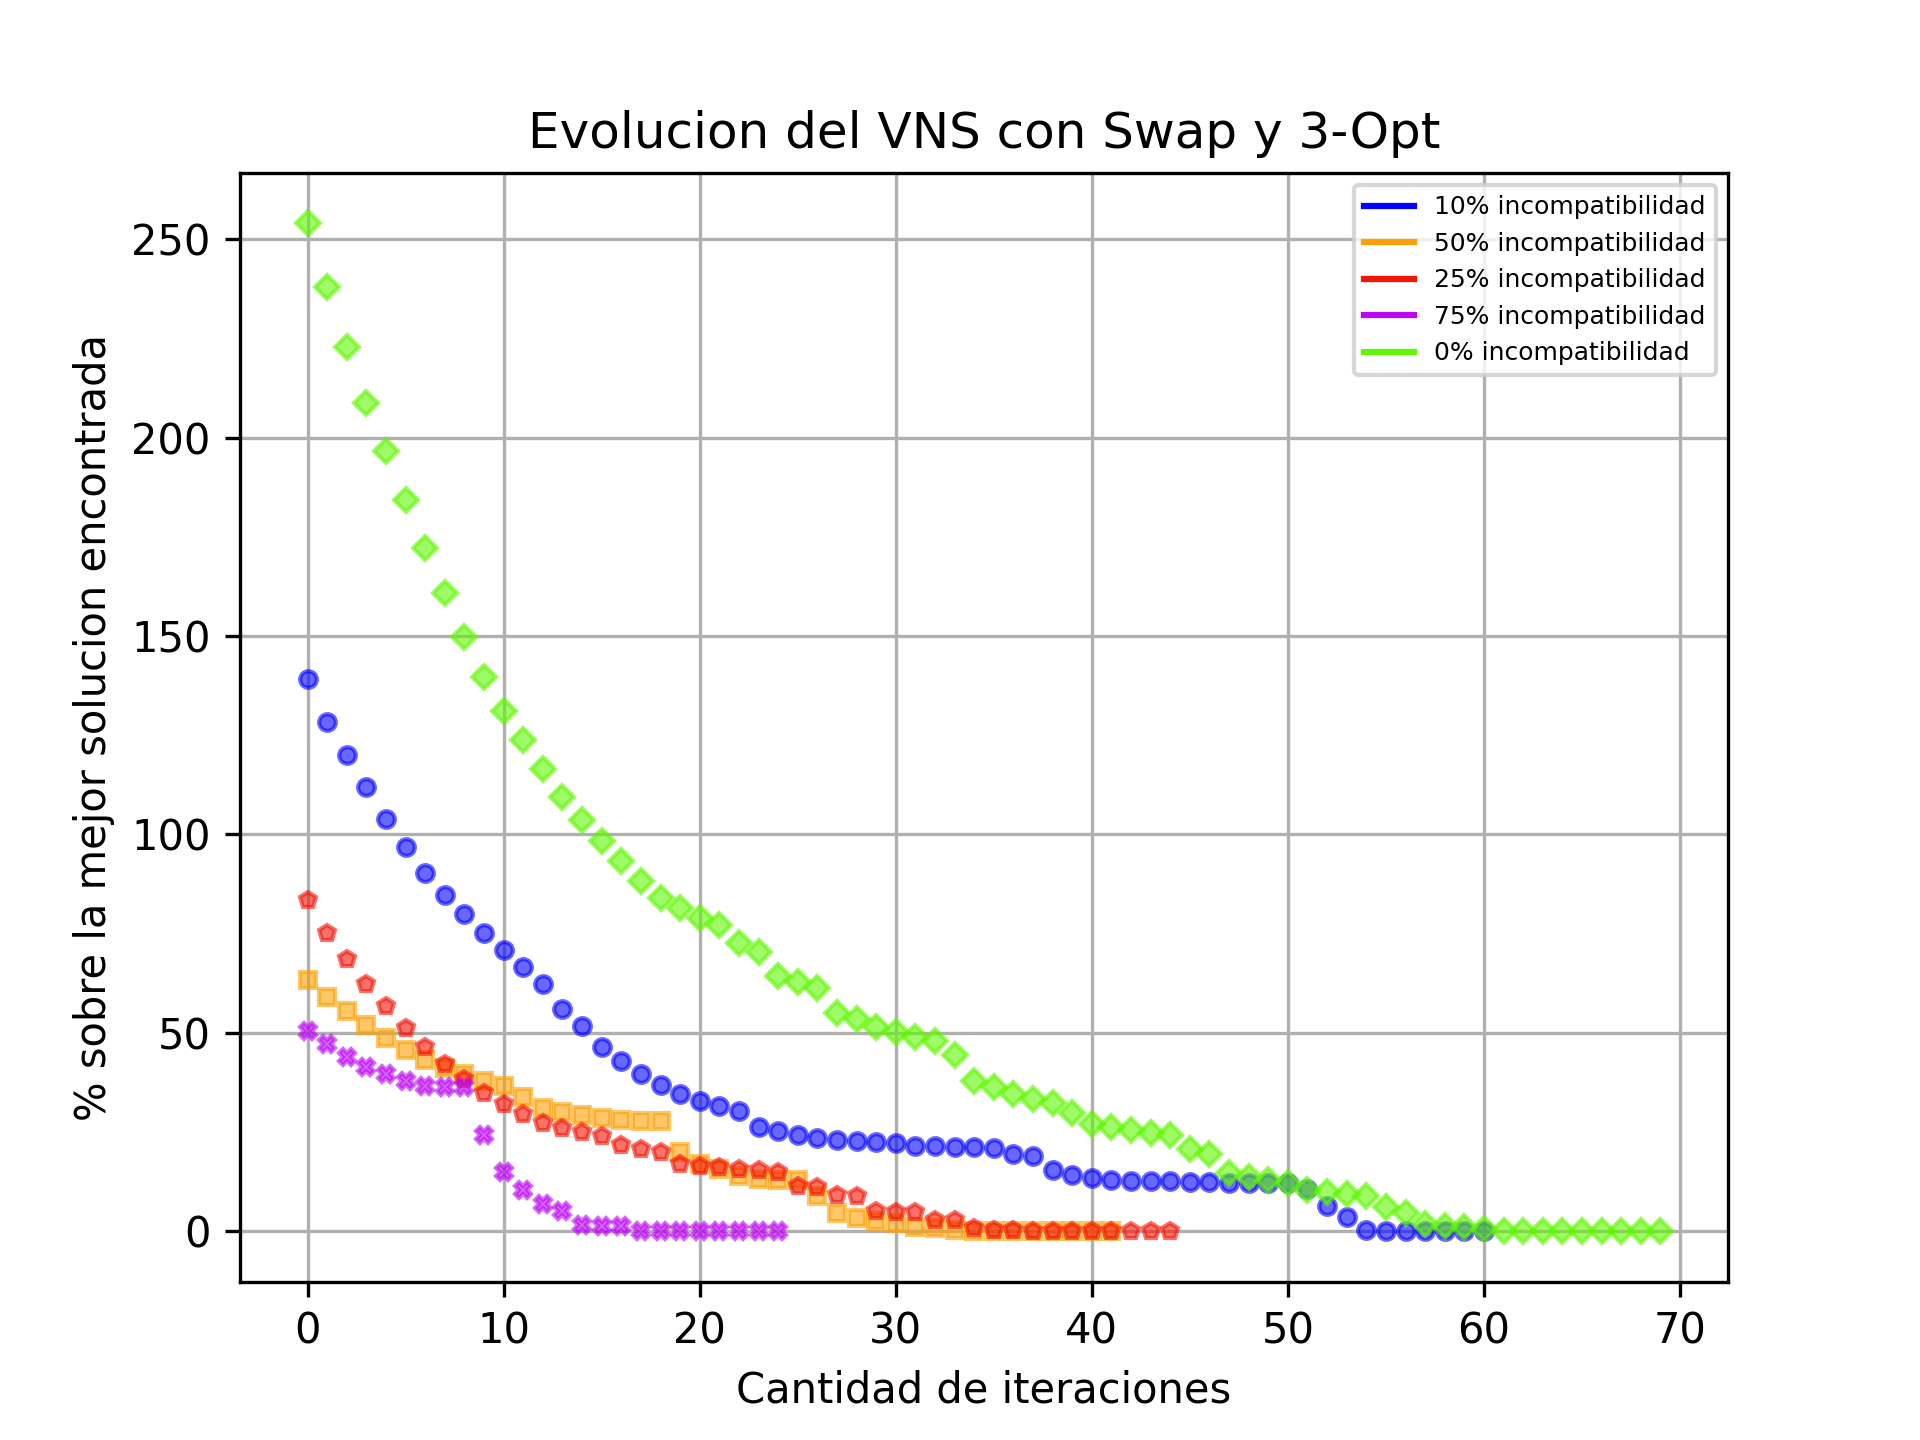 Evolucion del VNS con Swap y 3-Opt
10% incompatibilidad
50% incompatibilidad
25% incompatibilidad
75% incompatibilidad
0% incompatibilidad
% sobre la mejor solucion encontrada
250
200
150
100
50
0
0 10 20 30 40 50 60 70
Cantidad de iteraciones